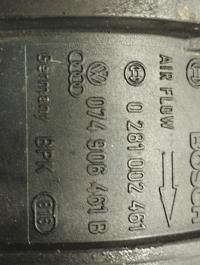 BOSCH
AIR FLOW
0 281 002 461
074 906 461 B
Germany BPK